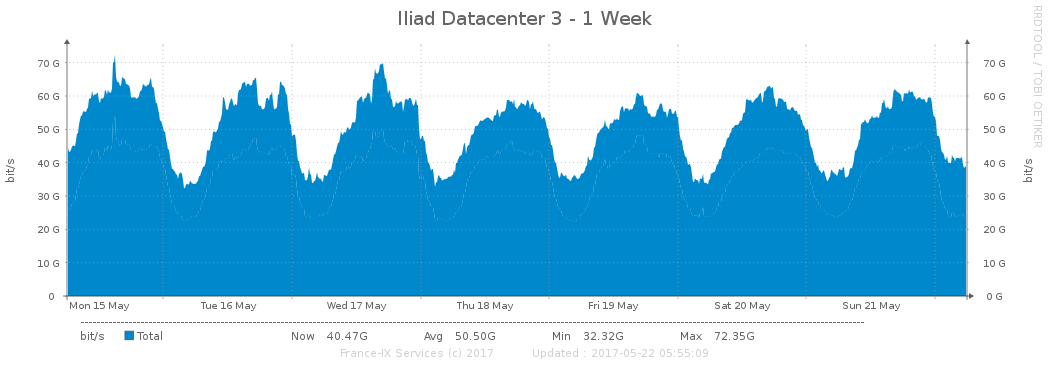 Iliad Datacenter 3 - 1 Week
RRDTOOL / TOBI OETIKER
bit/s
bit/s
70 G 70 G
60 G 60 G
50 G 50 G
40 G 40 G
30 G 30 G
20 G 20 G
10 G 10 G
0 0 G
Mon 15 May Tue 16 May Wed 17 May Thu 18 May Fri 19 May Sat 20 May Sun 21 May
bit/s Total Now 40.47G Avg 50.50G Min 32.32G Max 72.35G
France-IX Services (c) 2017 Updated : 2017-05-22 05:55:09